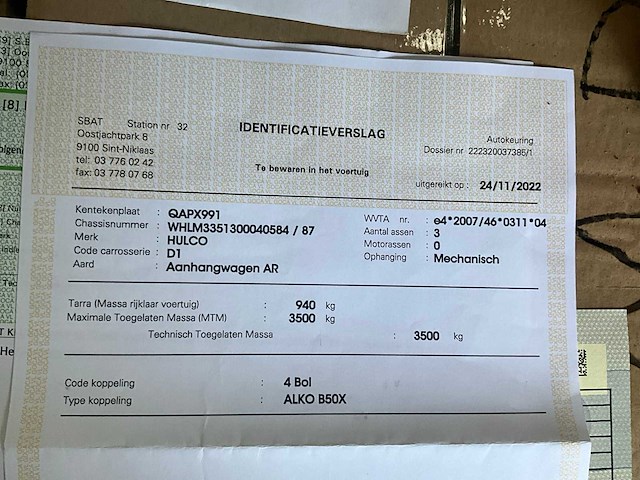 SBAT Station nr 32
Oostjachtpark 8
9100 Sint-Niklaas
tel: 03 776 02 42
fax: 03 778 07 68
IDENTIFICATIEVERSLAG
Te bewaren in het voertuig
Autokeuring
Dossier nr 222320037385/1
uitgereikt op : 24/11/2022
Kentekenplaat : QAPX991
Chassisnummer : WHLM3351300040584 / 87
Merk : HULCO
Code carrosserie : D1
Aard : Aanhangwagen AR
WVTA nr. : e4*2007/46*0311*04
Aantal assen : 3
Motorassen : 0
Ophanging : Mechanisch
Tarra (Massa rijklaar voertuig) : 940 kg
Maximale Toegelaten Massa (MTM) : 3500 kg
Technisch Toegelaten Massa : 3500 kg
Code koppeling : 4 Bol
Type koppeling : ALKO B50X
[8]